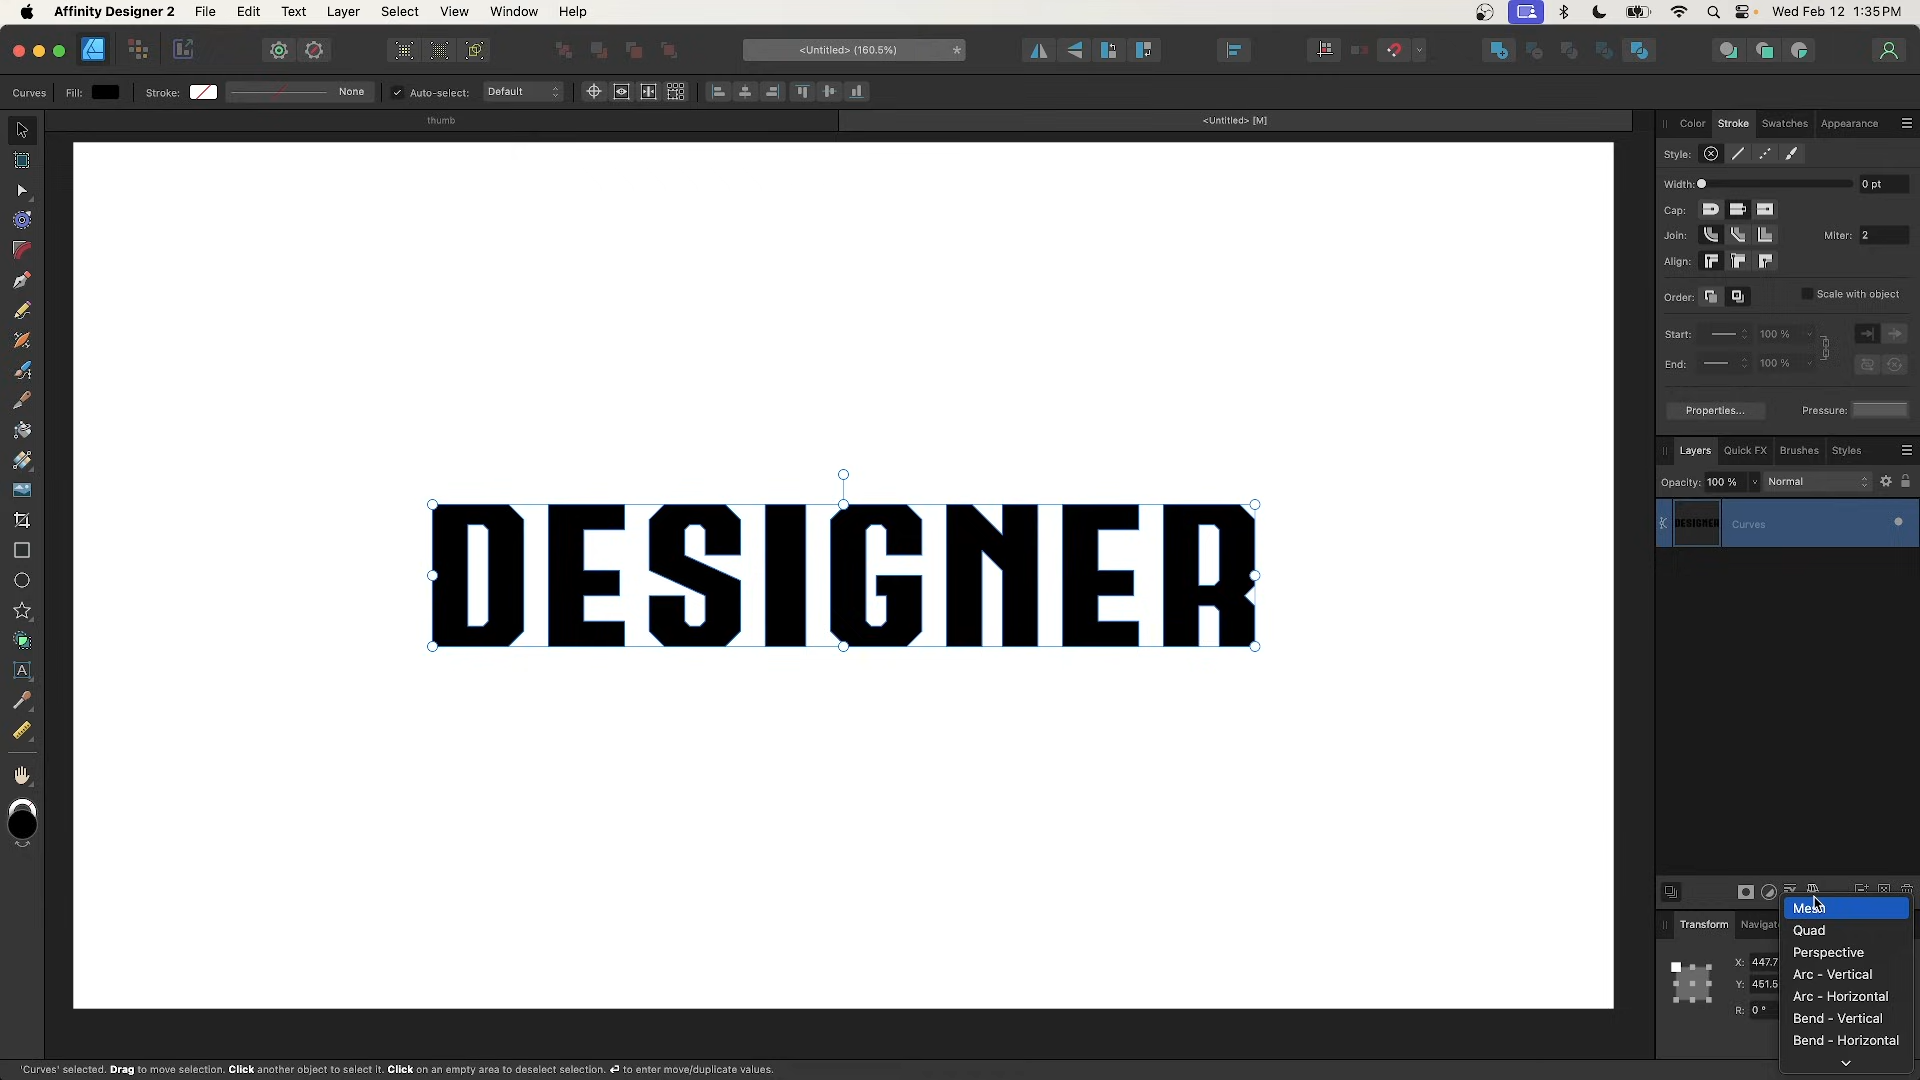 Affinity Designer 2 File Edit Text Layer Select View Window Help Wed Feb 12 1:35 PM
<Untitled> (160.5%) *
Curves Fill: Stroke: None Auto-select: Default
thumb <Untitled> [M]
Color Stroke Swatches Appearance
Style:
Width: 0 pt
Cap:
Join: Miter: 2
Align:
Order: Scale with object
Start: 100 %
End: 100 %
Properties... Pressure:
Layers Quick FX Brushes Styles
Opacity: 100 % Normal
DESIGNER Curves
DESIGNER
Mesh
Transform
Quad
Perspective
X: 447.7
Arc - Vertical
Y: 451.5
Arc - Horizontal
R: 0 °
Bend - Vertical
Bend - Horizontal
'Curves' selected. Drag to move selection. Click another object to select it. Click on an empty area to deselect selection. ⏎ to enter move/duplicate values.